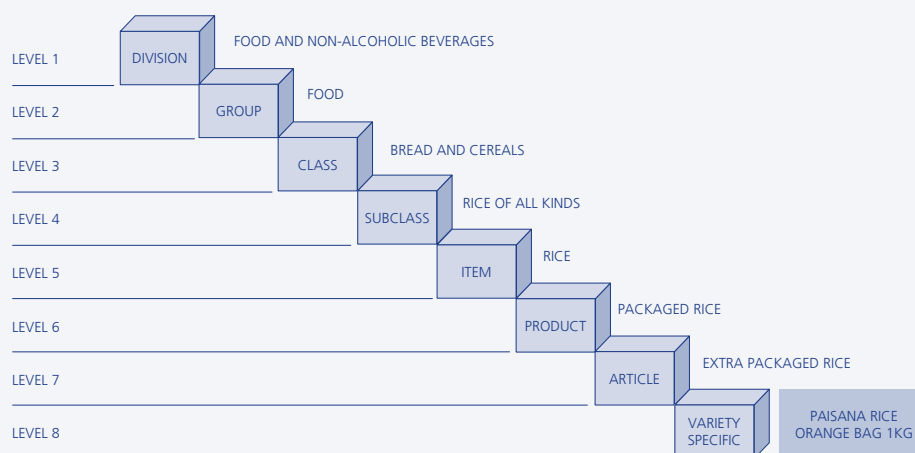 FOOD AND NON-ALCOHOLIC BEVERAGES
LEVEL 1
DIVISION
FOOD
LEVEL 2
GROUP
BREAD AND CEREALS
LEVEL 3
CLASS
RICE OF ALL KINDS
LEVEL 4
SUBCLASS
RICE
LEVEL 5
ITEM
PACKAGED RICE
LEVEL 6
PRODUCT
EXTRA PACKAGED RICE
LEVEL 7
ARTICLE
LEVEL 8
VARIETY
SPECIFIC
PAISANA RICE
ORANGE BAG 1KG